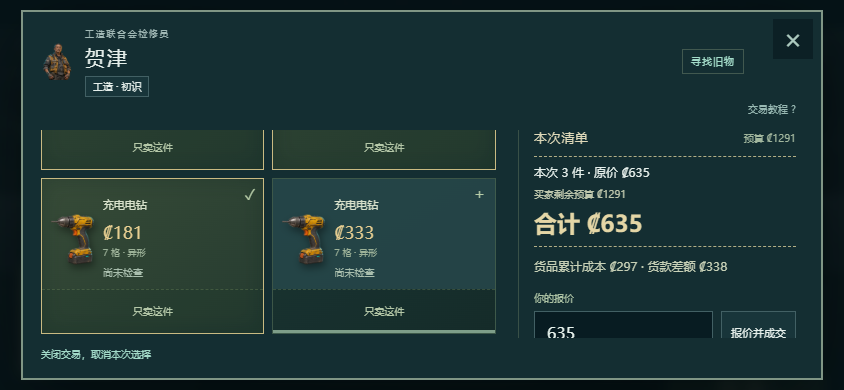 工造联合会检修员
贺津
工造 · 初识
寻找旧物
×
交易教程 ?
只卖这件
只卖这件
充电电钻
₡181
7 格 · 异形
尚未检查
只卖这件
✓
充电电钻
₡333
7 格 · 异形
尚未检查
只卖这件
+
本次清单
预算 ₡1291
本次 3 件 · 原价 ₡635
买家剩余预算 ₡1291
合计 ₡635
货品累计成本 ₡297 · 货款差额 ₡338
你的报价
635
报价并成交
关闭交易，取消本次选择